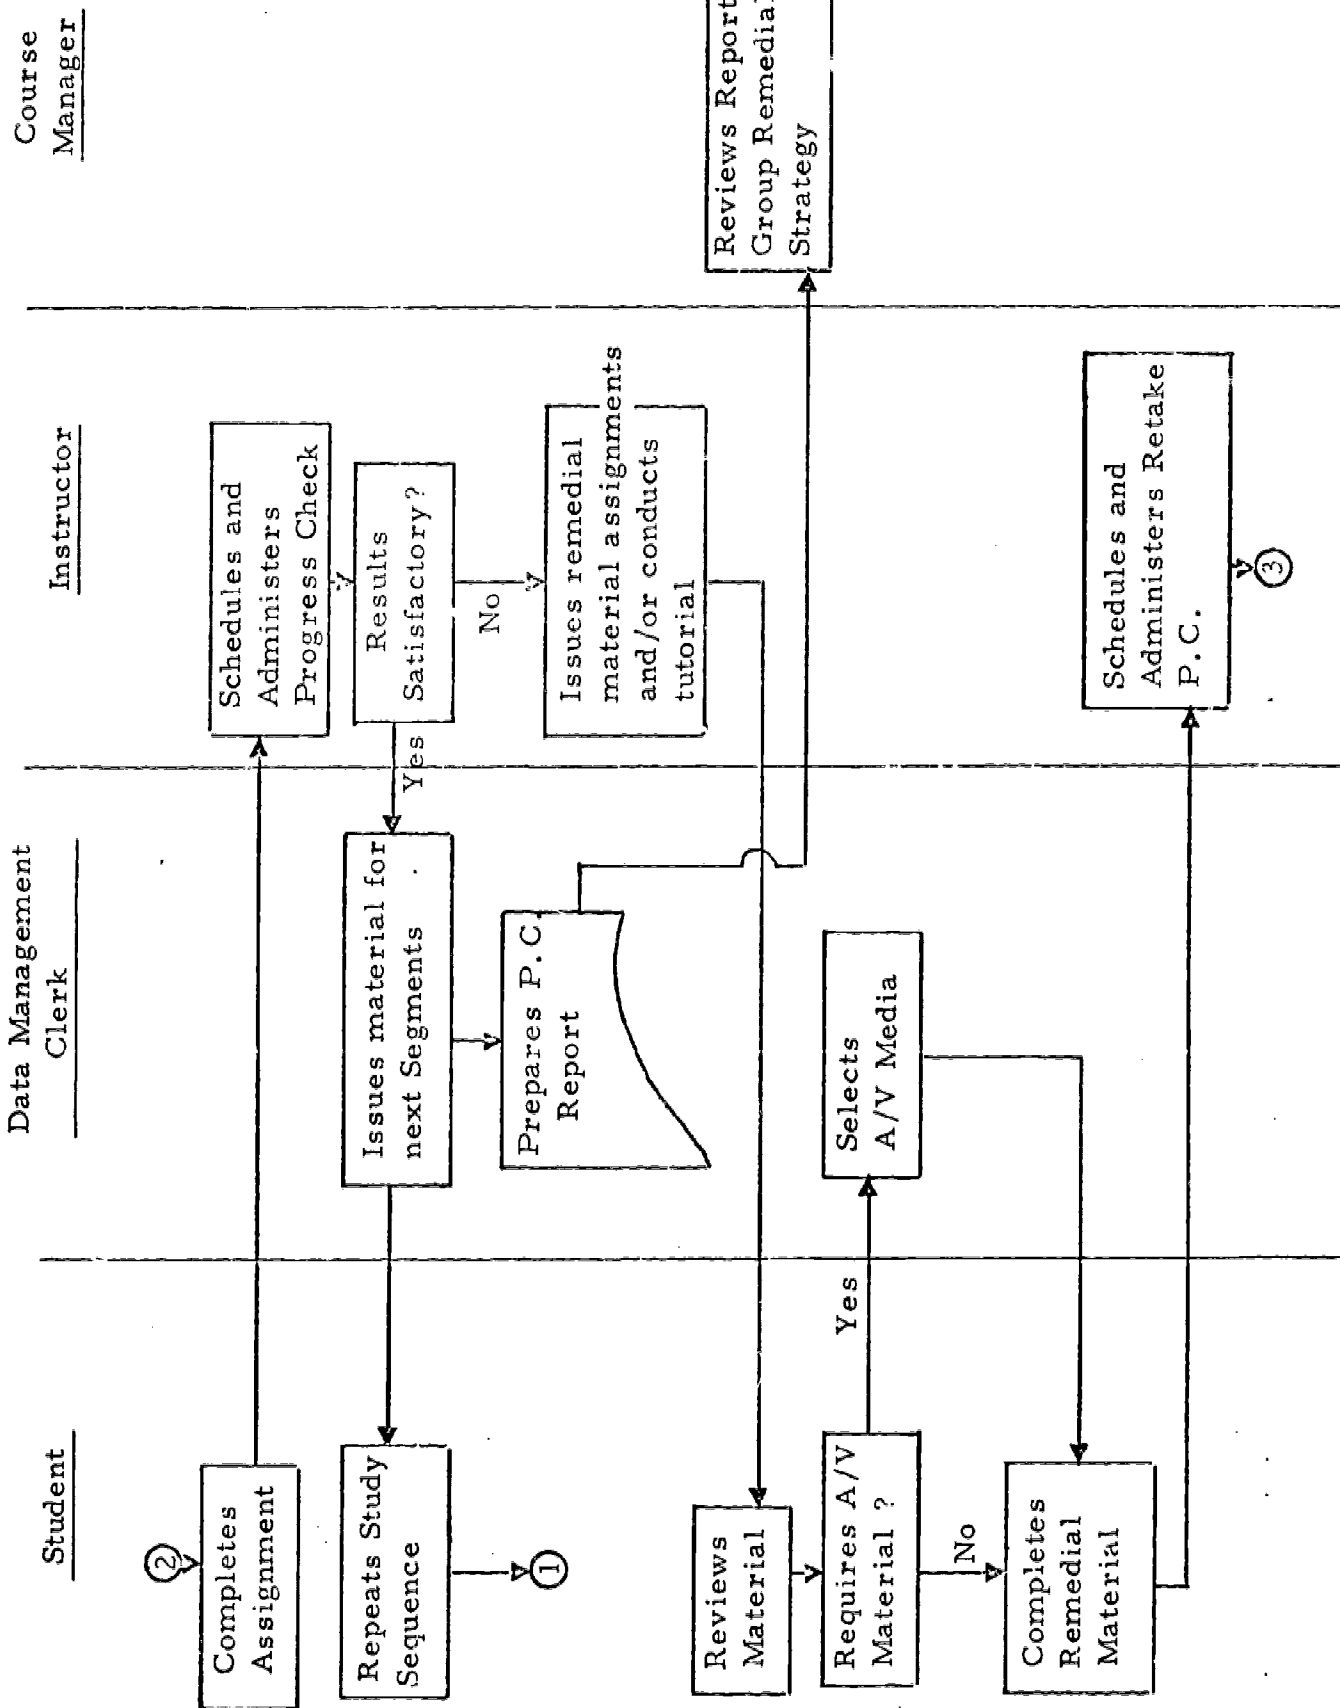 Student
Data Management
Clerk
Instructor
Course
Manager
2
Completes
Assignment
Schedules and
Administers
Progress Check
Results
Satisfactory?
Yes
No
Issues material for
next Segments
Repeats Study
Sequence
1
Prepares P.C.
Report
Issues remedial
material assignments
and/or conducts
tutorial
Reviews Report
Group Remedial
Strategy
Reviews
Material
Requires A/V
Material ?
Yes
No
Selects
A/V Media
Completes
Remedial
Material
Schedules and
Administers Retake
P.C.
3